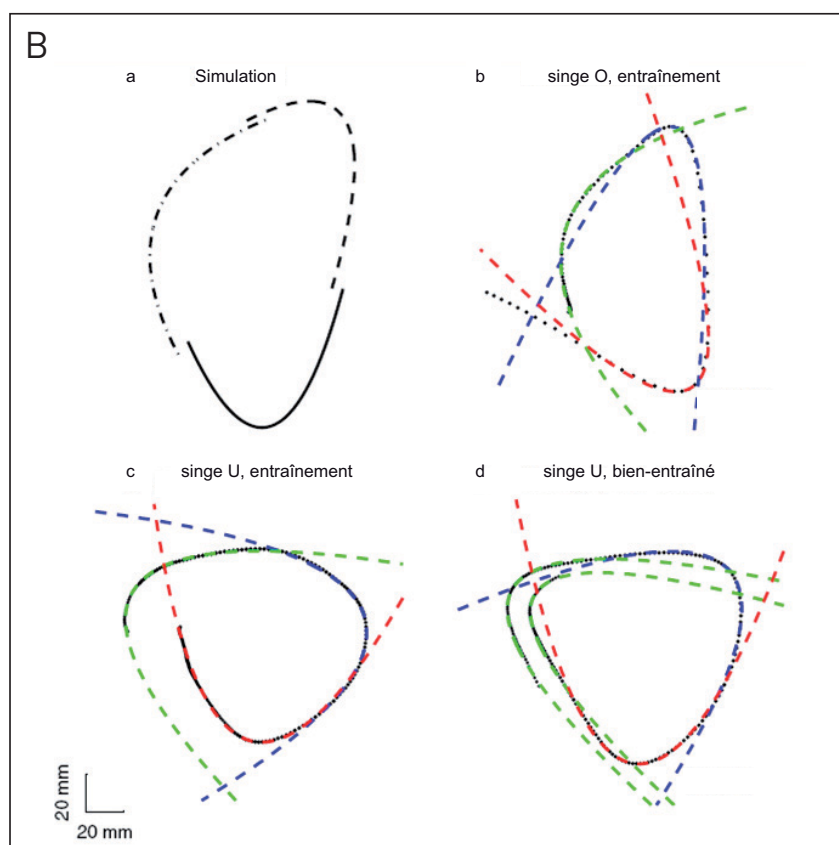 B
a Simulation
b singe O, entraînement
c singe U, entraînement
d singe U, bien-entraîné
20 mm
20 mm